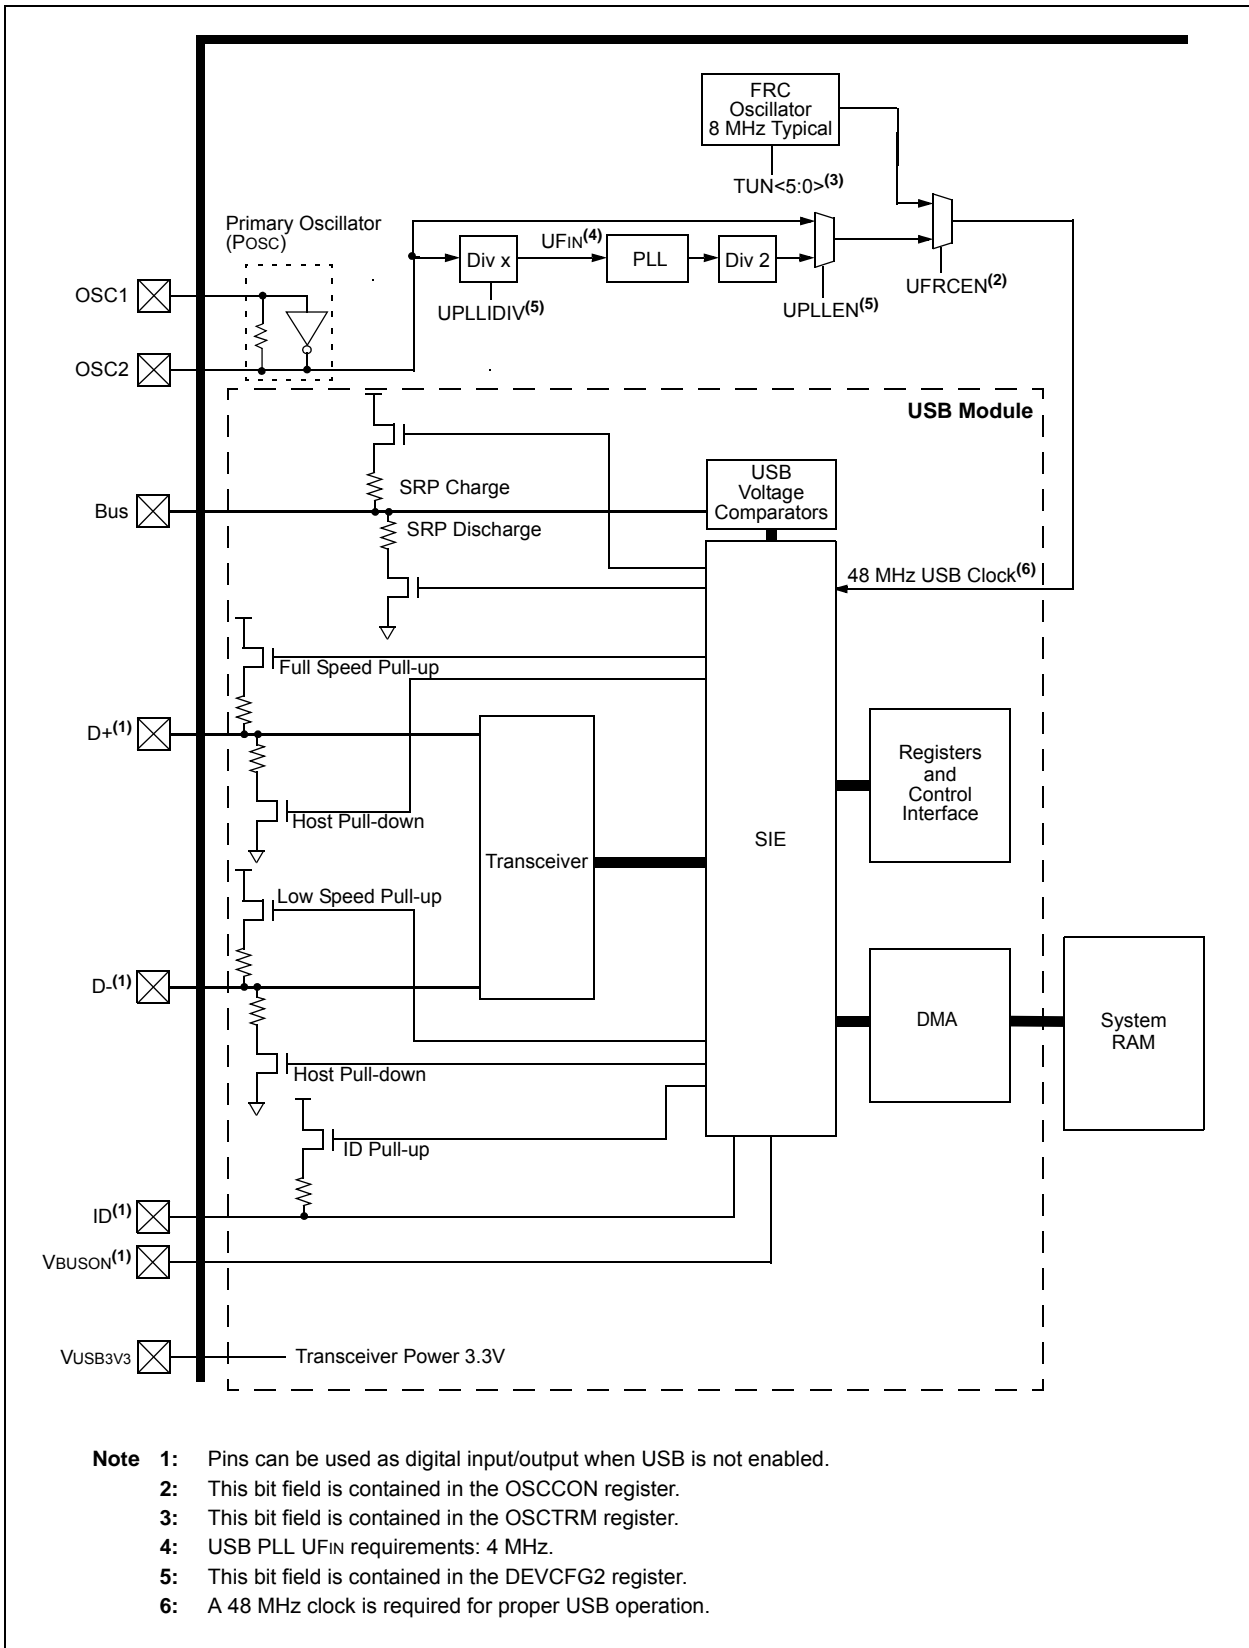 FRC
Oscillator
8 MHz Typical
TUN<5:0>(3)
Primary Oscillator
(POSC)
UFIN(4)
Div x
PLL
Div 2
UPLLIDIV(5)
UPLLEN(5)
UFRCEN(2)
OSC1
OSC2
USB Module
USB
Voltage
Comparators
SRP Charge
Bus
SRP Discharge
48 MHz USB Clock(6)
Full Speed Pull-up
D+(1)
Registers
and
Control
Interface
Host Pull-down
SIE
Transceiver
Low Speed Pull-up
D-(1)
DMA
System
RAM
Host Pull-down
ID Pull-up
ID(1)
VBUSON(1)
VUSB3V3
Transceiver Power 3.3V
Note 1: Pins can be used as digital input/output when USB is not enabled.
2: This bit field is contained in the OSCCON register.
3: This bit field is contained in the OSCTRM register.
4: USB PLL UFIN requirements: 4 MHz.
5: This bit field is contained in the DEVCFG2 register.
6: A 48 MHz clock is required for proper USB operation.